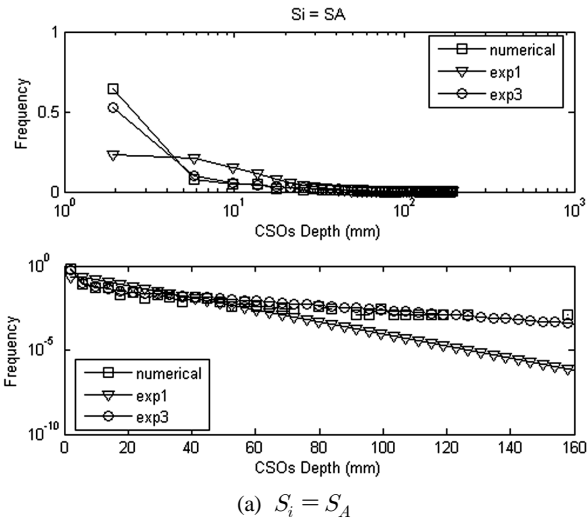 Si = SA
1
0.5
0
Frequency
numerical
exp1
exp3
10^0
10^1
10^2
10^3
CSOs Depth (mm)
10^0
10^-5
10^-10
Frequency
numerical
exp1
exp3
0
20
40
60
80
100
120
140
160
CSOs Depth (mm)
(a) S_i = S_A